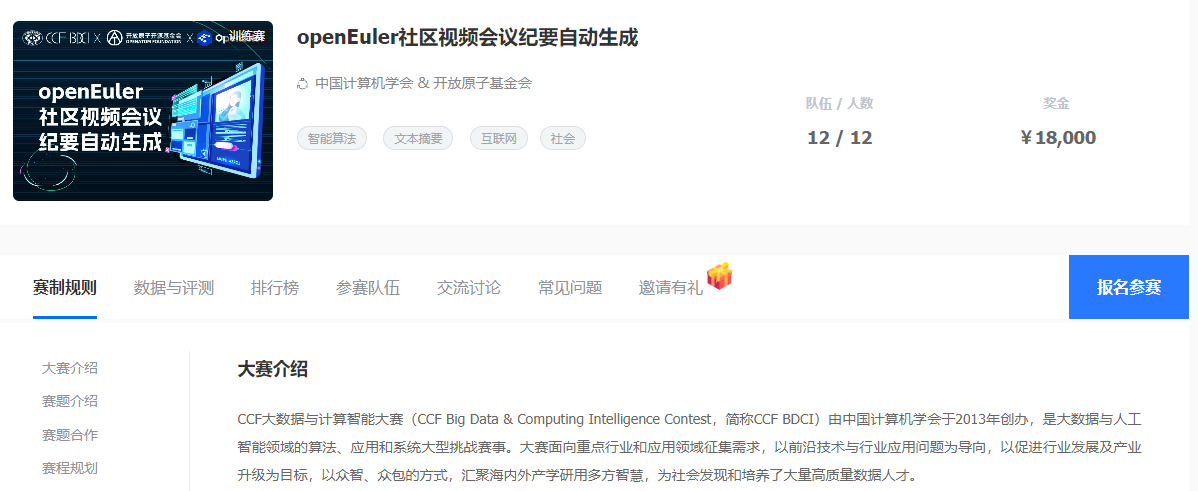 CCF BDCI X 开放原子开源基金会 X 训练赛
OPENATOM FOUNDATION
openEuler
社区视频会议
纪要自动生成
openEuler社区视频会议纪要自动生成
中国计算机学会 & 开放原子基金会
智能算法 文本摘要 互联网 社会
队伍 / 人数 奖金
12 / 12 ¥18,000
赛制规则 数据与评测 排行榜 参赛队伍 交流讨论 常见问题 邀请有礼 报名参赛
大赛介绍
赛题介绍
赛题合作
赛程规划
大赛介绍
CCF大数据与计算智能大赛（CCF Big Data & Computing Intelligence Contest，简称CCF BDCI）由中国计算机学会于2013年创办，是大数据与人工
智能领域的算法、应用和系统大型挑战赛事。大赛面向重点行业和应用领域征集需求，以前沿技术与行业应用问题为导向，以促进行业发展及产业
升级为目标，以众智、众包的方式，汇聚海内外产学研用多方智慧，为社会发现和培养了大量高质量数据人才。